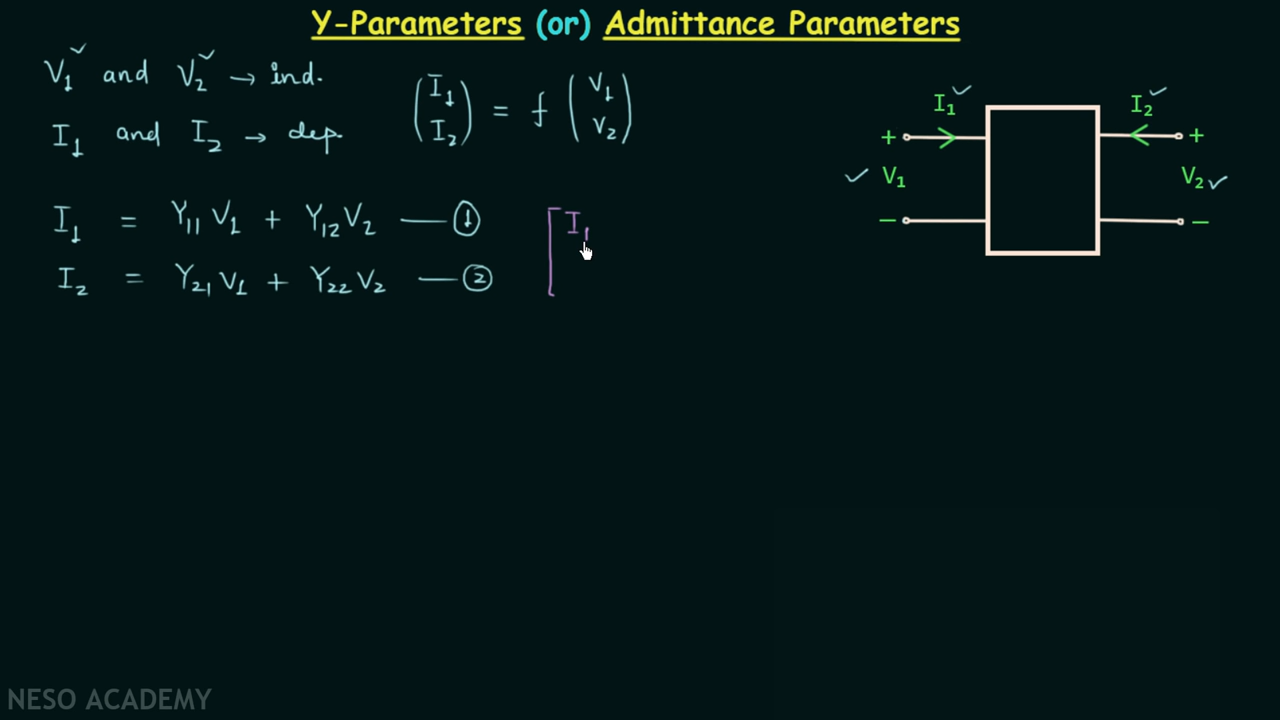 Y-Parameters (or) Admittance Parameters
V₁ and V₂ → ind.
I₁ and I₂ → dep.
(I₁ I₂) = f (V₁ V₂)
I₁ = Y₁₁ V₁ + Y₁₂ V₂ — ①
I₂ = Y₂₁ V₁ + Y₂₂ V₂ — ②
[I₁
I₁ I₂
+ +
V₁ V₂
− −
NESO ACADEMY